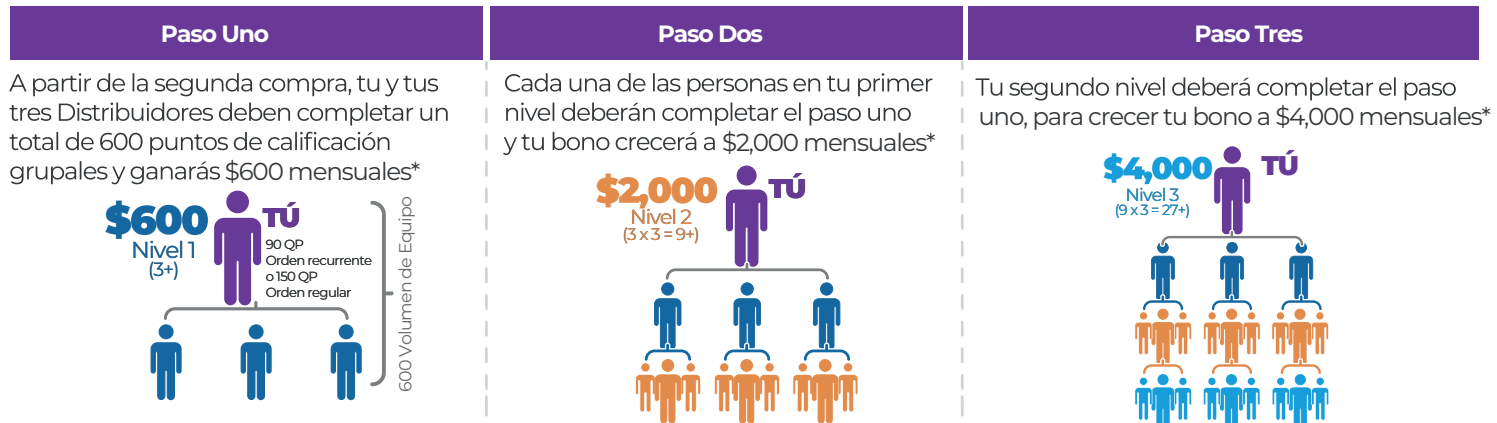 Paso Uno
A partir de la segunda compra, tu y tus
tres Distribuidores deben completar un
total de 600 puntos de calificación
grupales y ganarás $600 mensuales*
$600
Nivel 1
(3+)
TÚ
90 QP
Orden recurrente
o 150 QP
Orden regular
600 Volumen de Equipo
Paso Dos
Cada una de las personas en tu primer
nivel deberán completar el paso uno
y tu bono crecerá a $2,000 mensuales*
$2,000
Nivel 2
(3 x 3 = 9+)
TÚ
Paso Tres
Tu segundo nivel deberá completar el paso
uno, para crecer tu bono a $4,000 mensuales*
$4,000
Nivel 3
(9 x 3 = 27+)
TÚ